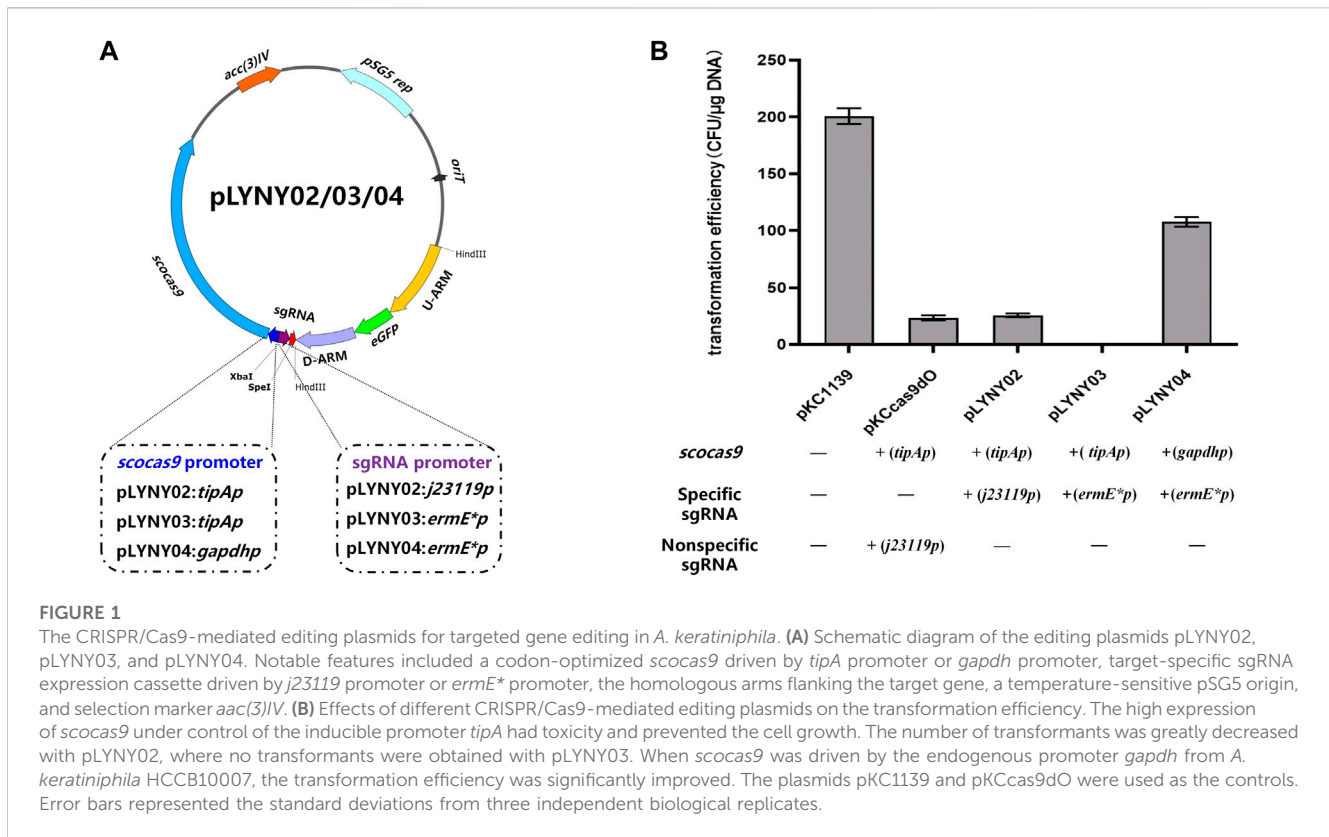 A
acc(3)IV
pSG5 rep
oriT
pLYNY02/03/04
HindIII
scocas9
U-ARM
sgRNA
eGFP
D-ARM
XbaI
SpeI
HindIII
scocas9 promoter
pLYNY02:tipAp
pLYNY03:tipAp
pLYNY04:gapdhp
sgRNA promoter
pLYNY02:j23119p
pLYNY03:ermE*p
pLYNY04:ermE*p
B
transformation efficiency(CFU/μg DNA)
250
200
150
100
50
0
pKC1139
pKCcas9dO
pLYNY02
pLYNY03
pLYNY04
scocas9 — + (tipAp) + (tipAp) +( tipAp) +(gapdhp)
Specific sgRNA — — + (j23119p) +(ermE*p) +(ermE*p)
Nonspecific sgRNA — + (j23119p) — — —
FIGURE 1
The CRISPR/Cas9-mediated editing plasmids for targeted gene editing in A. keratiniphila. (A) Schematic diagram of the editing plasmids pLYNY02,
pLYNY03, and pLYNY04. Notable features included a codon-optimized scocas9 driven by tipA promoter or gapdh promoter, target-specific sgRNA
expression cassette driven by j23119 promoter or ermE* promoter, the homologous arms flanking the target gene, a temperature-sensitive pSG5 origin,
and selection marker aac(3)IV. (B) Effects of different CRISPR/Cas9-mediated editing plasmids on the transformation efficiency. The high expression
of scocas9 under control of the inducible promoter tipA had toxicity and prevented the cell growth. The number of transformants was greatly decreased
with pLYNY02, where no transformants were obtained with pLYNY03. When scocas9 was driven by the endogenous promoter gapdh from A.
keratiniphila HCCB10007, the transformation efficiency was significantly improved. The plasmids pKC1139 and pKCcas9dO were used as the controls.
Error bars represented the standard deviations from three independent biological replicates.